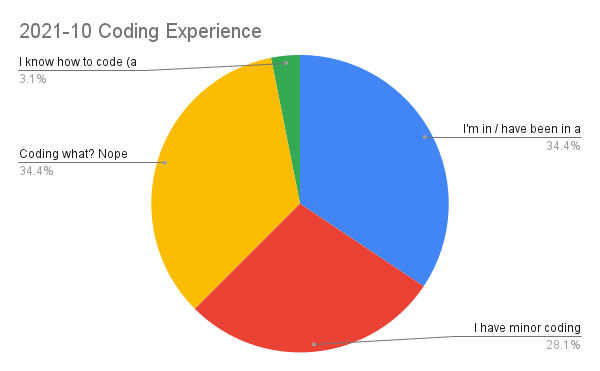 2021-10 Coding Experience
I know how to code (a
3.1%
I'm in / have been in a
34.4%
Coding what? Nope
34.4%
I have minor coding
28.1%